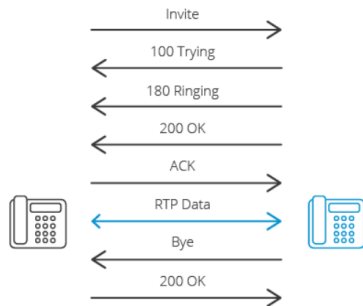 Invite
100 Trying
180 Ringing
200 OK
ACK
RTP Data
Bye
200 OK